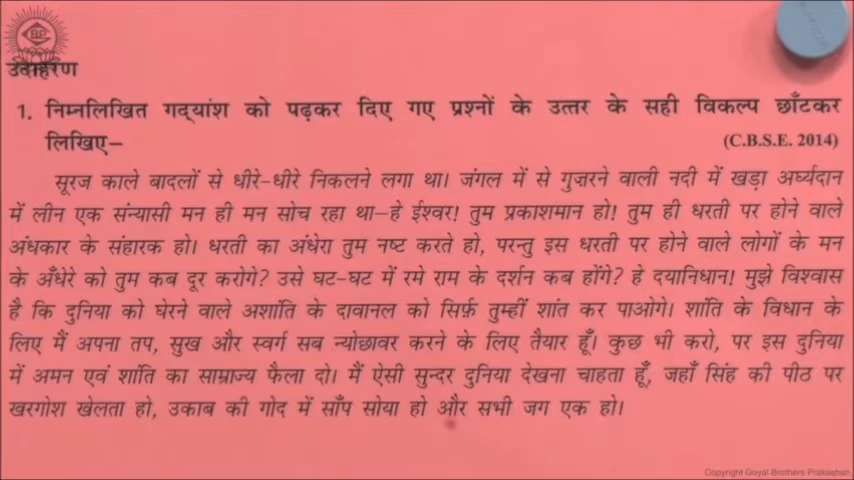 BP
उदाहरण
1. निम्नलिखित गद्यांश को पढ़कर दिए गए प्रश्नों के उत्तर के सही विकल्प छाँटकर
लिखिए– (C.B.S.E. 2014)
सूरज काले बादलों से धीरे-धीरे निकलने लगा था। जंगल में से गुज़रने वाली नदी में खड़ा अर्घ्यदान
में लीन एक संन्यासी मन ही मन सोच रहा था–हे ईश्वर! तुम प्रकाशमान हो! तुम ही धरती पर होने वाले
अंधकार के संहारक हो। धरती का अंधेरा तुम नष्ट करते हो, परन्तु इस धरती पर होने वाले लोगों के मन
के अँधेरे को तुम कब दूर करोगे? उसे घट-घट में रमे राम के दर्शन कब होंगे? हे दयानिधान! मुझे विश्वास
है कि दुनिया को घेरने वाले अशांति के दावानल को सिर्फ़ तुम्हीं शांत कर पाओगे। शांति के विधान के
लिए मैं अपना तप, सुख और स्वर्ग सब न्योछावर करने के लिए तैयार हूँ। कुछ भी करो, पर इस दुनिया
में अमन एवं शांति का साम्राज्य फैला दो। मैं ऐसी सुन्दर दुनिया देखना चाहता हूँ, जहाँ सिंह की पीठ पर
खरगोश खेलता हो, उकाब की गोद में साँप सोया हो और सभी जग एक हो।
Copyright Goyal Brothers Prakashan